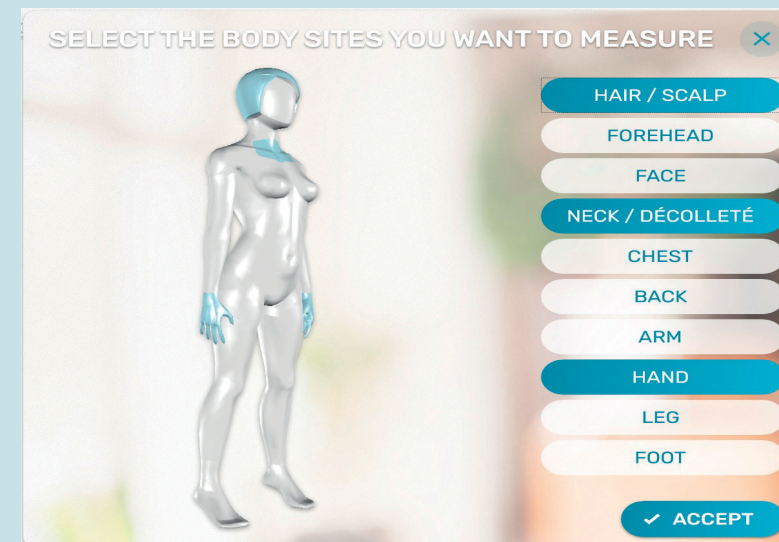 SELECT THE BODY SITES YOU WANT TO MEASURE
HAIR / SCALP
FOREHEAD
FACE
NECK / DÉCOLLETÉ
CHEST
BACK
ARM
HAND
LEG
FOOT
ACCEPT